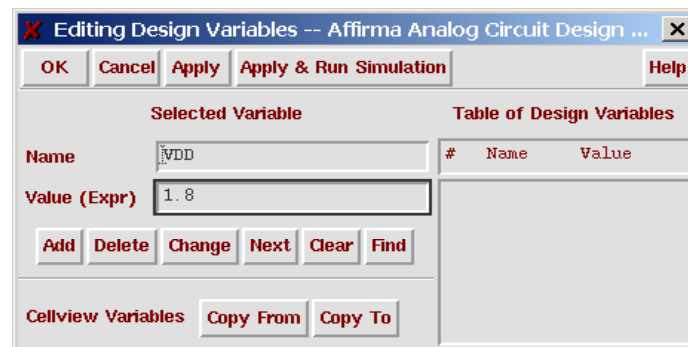 Editing Design Variables -- Affirma Analog Circuit Design ...
OK Cancel Apply Apply & Run Simulation Help
Selected Variable
Name VDD
Value (Expr) 1.8
Add Delete Change Next Clear Find
Cellview Variables Copy From Copy To
Table of Design Variables
# Name Value